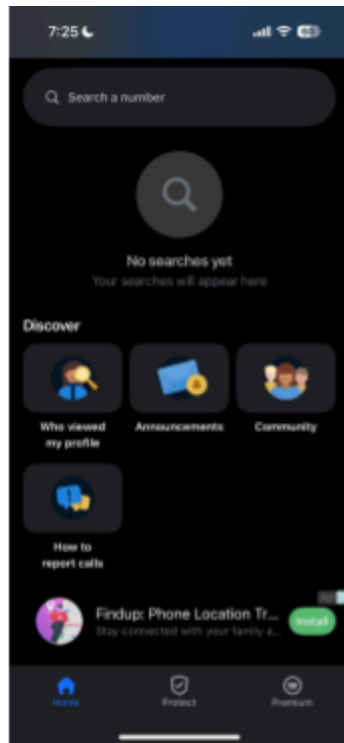 7:25
Search a number
No searches yet
Your searches will appear here
Discover
Who viewed
my profile
Announcements
Community
How to
report calls
Findup: Phone Location Tr...
Stay connected with your family a...
Install
Home
Protect
Premium